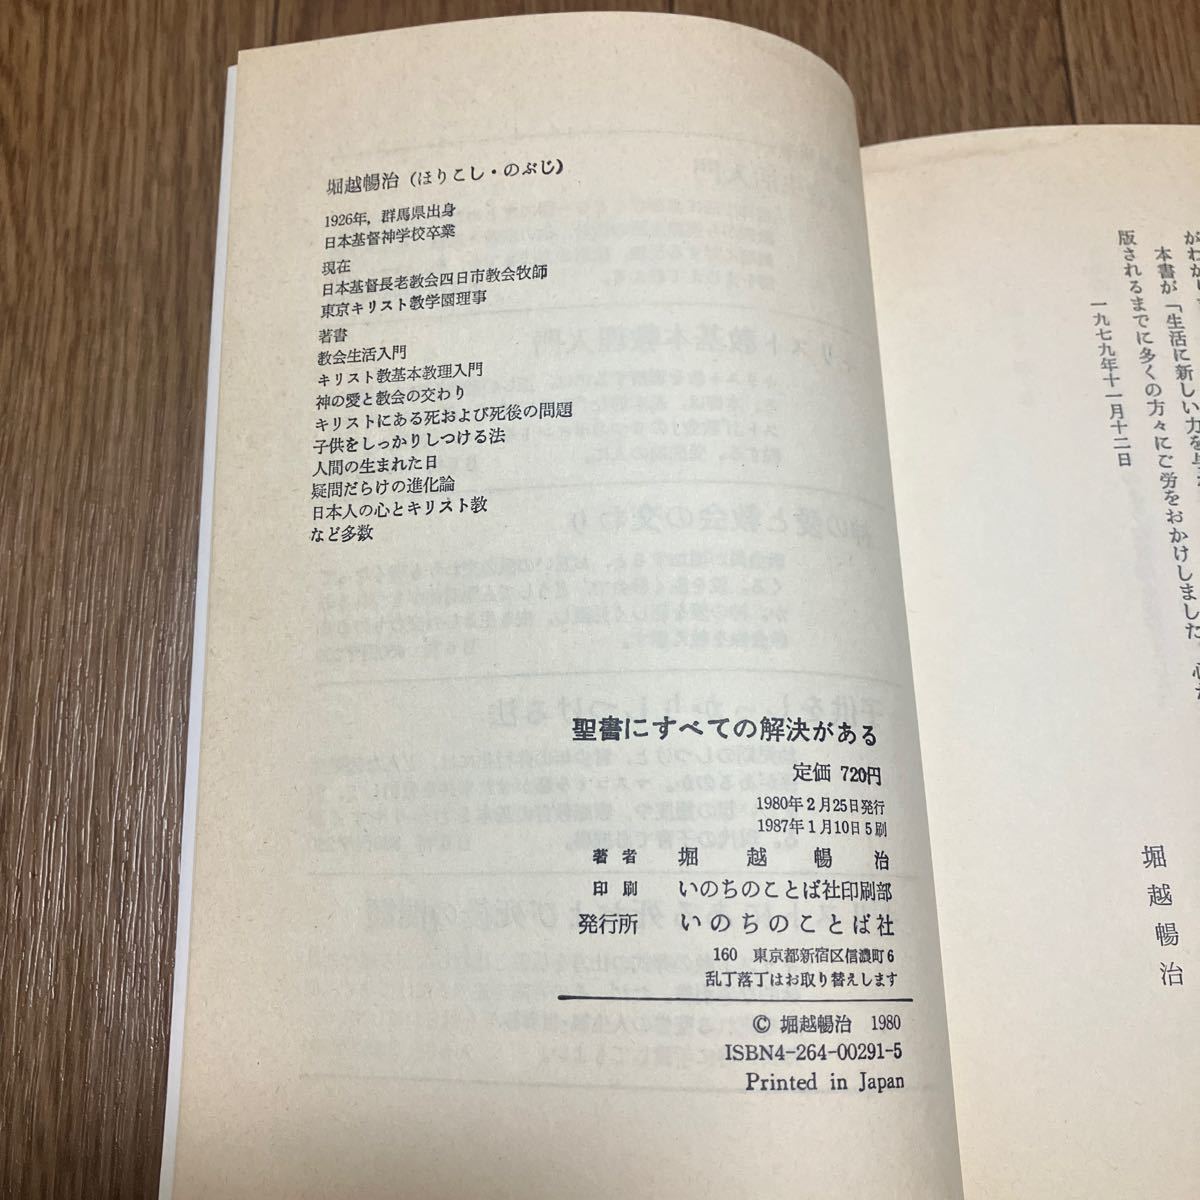 堀越暢治（ほりこし・のぶじ）
1926年，群馬県出身
日本基督神学校卒業
現在
日本基督長老教会四日市教会牧師
東京キリスト教学園理事
著書
教会生活入門
キリスト教基本教理入門
神の愛と教会の交わり
キリストにある死および死後の問題
子供をしっかりしつける法
人間の生まれた日
疑問だらけの進化論
日本人の心とキリスト教
など多数
聖書にすべての解決がある
定価 720円
1980年2月25日発行
1987年1月10日5刷
著者 堀越暢治
印刷 いのちのことば社印刷部
発行所 いのちのことば社
160 東京都新宿区信濃町6
乱丁落丁はお取り替えします
© 堀越暢治 1980
ISBN4-264-00291-5
Printed in Japan
がわかり
本書が「生活に新しい力を与
版されるまでに多くの方々にご労をおかけしました。心
一九七九年十一月十二日
堀越暢治